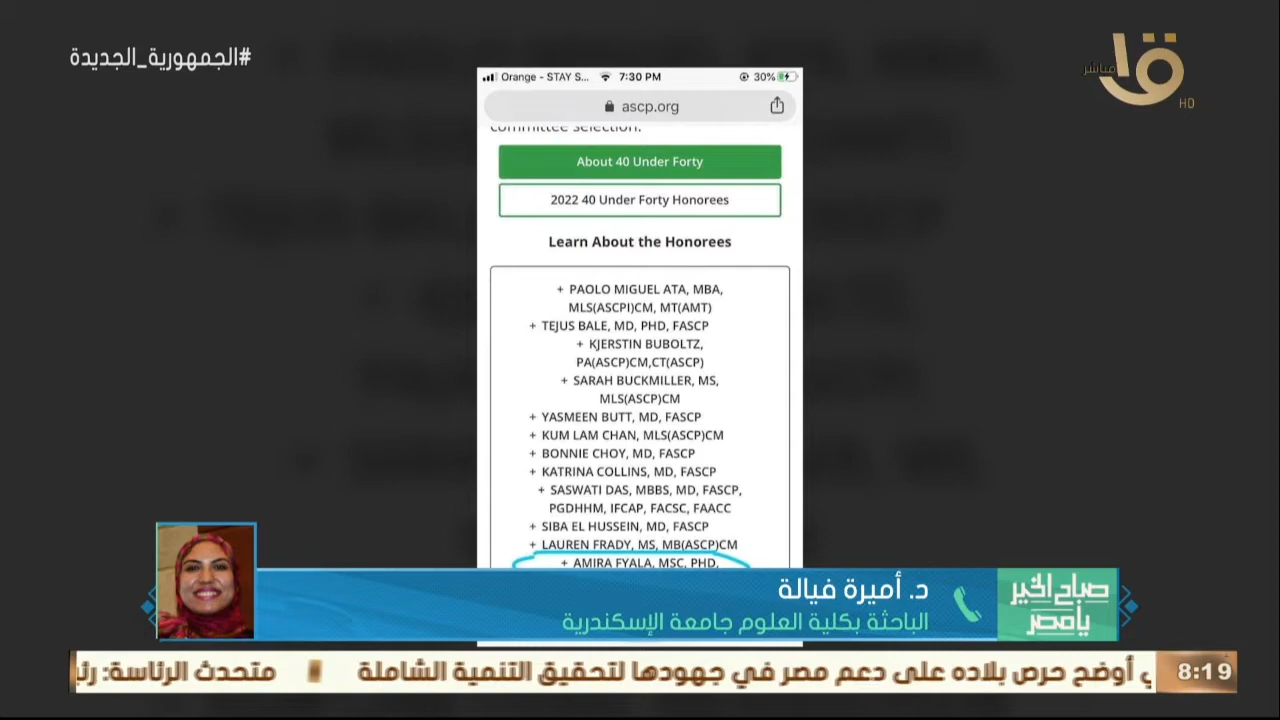 #الجمهورية_الجديدة
مباشر
HD
Orange - STAY S... 7:30 PM 30%
ascp.org
committee selection.
About 40 Under Forty
2022 40 Under Forty Honorees
Learn About the Honorees
+ PAOLO MIGUEL ATA, MBA,
MLS(ASCPI)CM, MT(AMT)
+ TEJUS BALE, MD, PHD, FASCP
+ KJERSTIN BUBOLTZ,
PA(ASCP)CM,CT(ASCP)
+ SARAH BUCKMILLER, MS,
MLS(ASCP)CM
+ YASMEEN BUTT, MD, FASCP
+ KUM LAM CHAN, MLS(ASCP)CM
+ BONNIE CHOY, MD, FASCP
+ KATRINA COLLINS, MD, FASCP
+ SASWATI DAS, MBBS, MD, FASCP,
PGDHHM, IFCAP, FACSC, FAACC
+ SIBA EL HUSSEIN, MD, FASCP
+ LAUREN FRADY, MS, MB(ASCP)CM
+ AMIRA FYALA, MSC, PHD,
صباح الخير
يا مصر
د. أميرة فيالة
الباحثة بكلية العلوم جامعة الإسكندرية
8:19
ي أوضح حرص بلاده على دعم مصر في جهودها لتحقيق التنمية الشاملة
متحدث الرئاسة: رئي